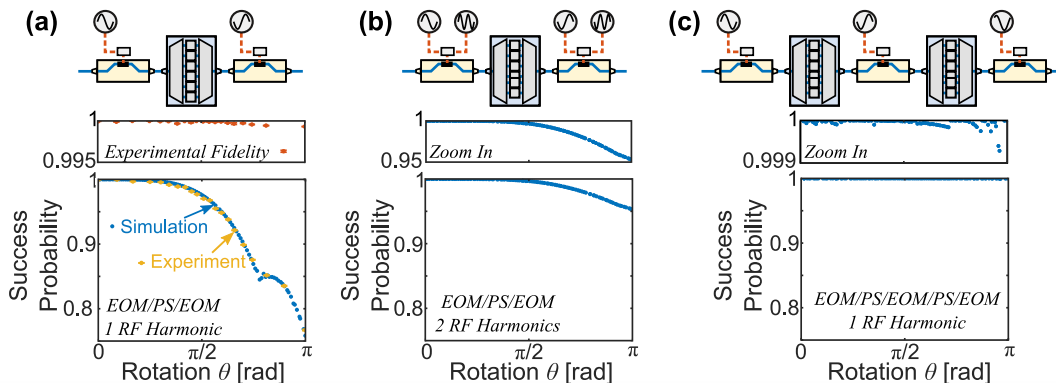 (a)
1
0.995
Experimental Fidelity
1
0.9
0.8
Success
Probability
Simulation
Experiment
EOM/PS/EOM
1 RF Harmonic
0
π/2
π
Rotation θ [rad]
(b)
1
0.95
Zoom In
1
0.9
0.8
Success
Probability
EOM/PS/EOM
2 RF Harmonics
0
π/2
π
Rotation θ [rad]
(c)
1
0.999
Zoom In
1
0.9
0.8
Success
Probability
EOM/PS/EOM/PS/EOM
1 RF Harmonic
0
π/2
π
Rotation θ [rad]